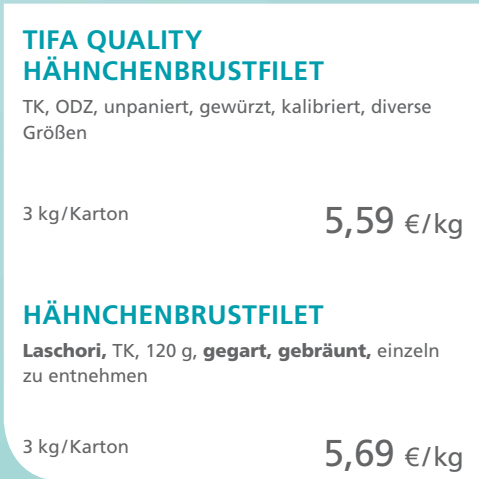 TIFA QUALITY
HÄHNCHENBRUSTFILET
TK, ODZ, unpaniert, gewürzt, kalibriert, diverse
Größen
3 kg/Karton
5,59 €/kg
HÄHNCHENBRUSTFILET
Laschori, TK, 120 g, gegart, gebräunt, einzeln
zu entnehmen
3 kg/Karton
5,69 €/kg